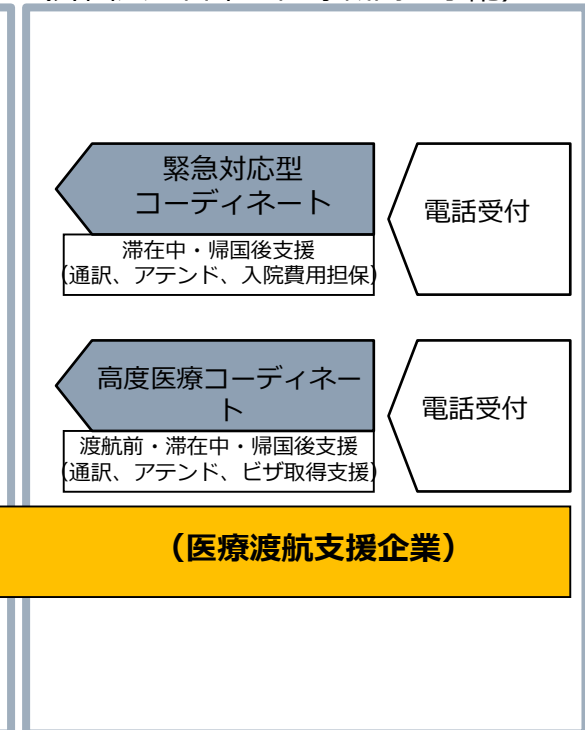 緊急対応型
コーディネート
電話受付
滞在中・帰国後支援
(通訳、アテンド、入院費用担保)
高度医療コーディネー
ト
電話受付
渡航前・滞在中・帰国後支援
(通訳、アテンド、ビザ取得支援)
（医療渡航支援企業）